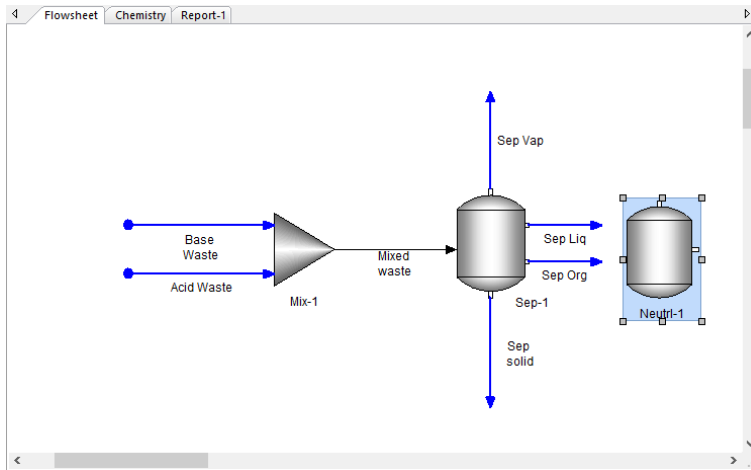 Flowsheet Chemistry Report-1
Sep Vap
Base
Waste
Sep Liq
Mixed
waste
Sep Org
Acid Waste
Mix-1
Sep-1
Neutrl-1
Sep
solid